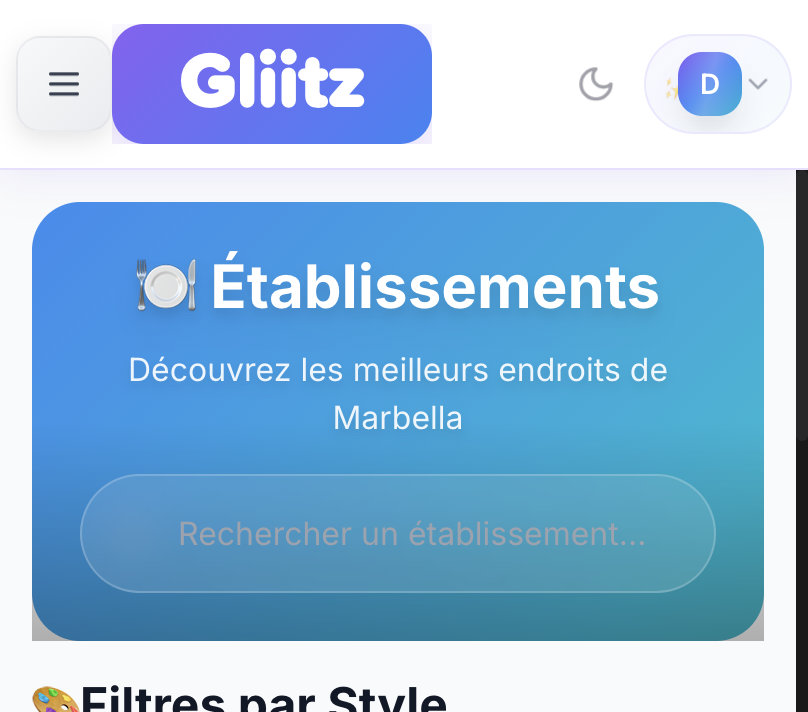 Gliitz
D
Établissements
Découvrez les meilleurs endroits de
Marbella
Rechercher un établissement...
Filtres par Style